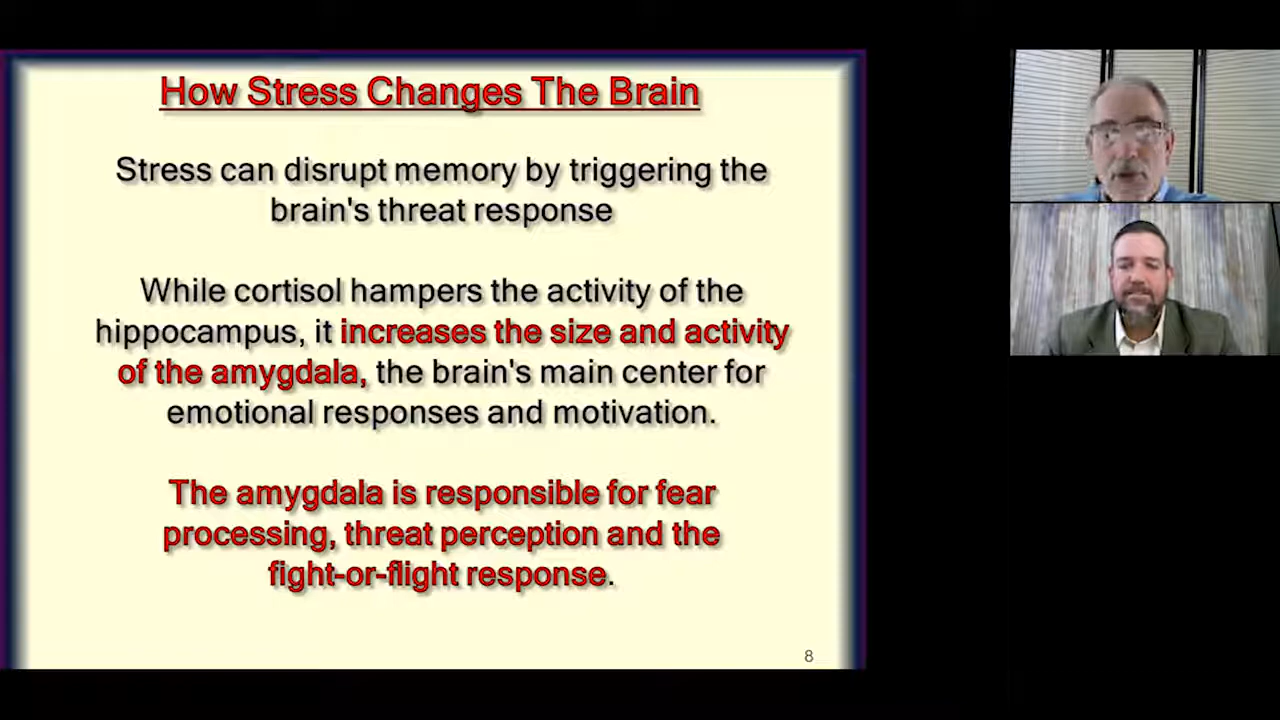 How Stress Changes The Brain
Stress can disrupt memory by triggering the
brain's threat response
While cortisol hampers the activity of the
hippocampus, it increases the size and activity
of the amygdala, the brain's main center for
emotional responses and motivation.
The amygdala is responsible for fear
processing, threat perception and the
fight-or-flight response.
8